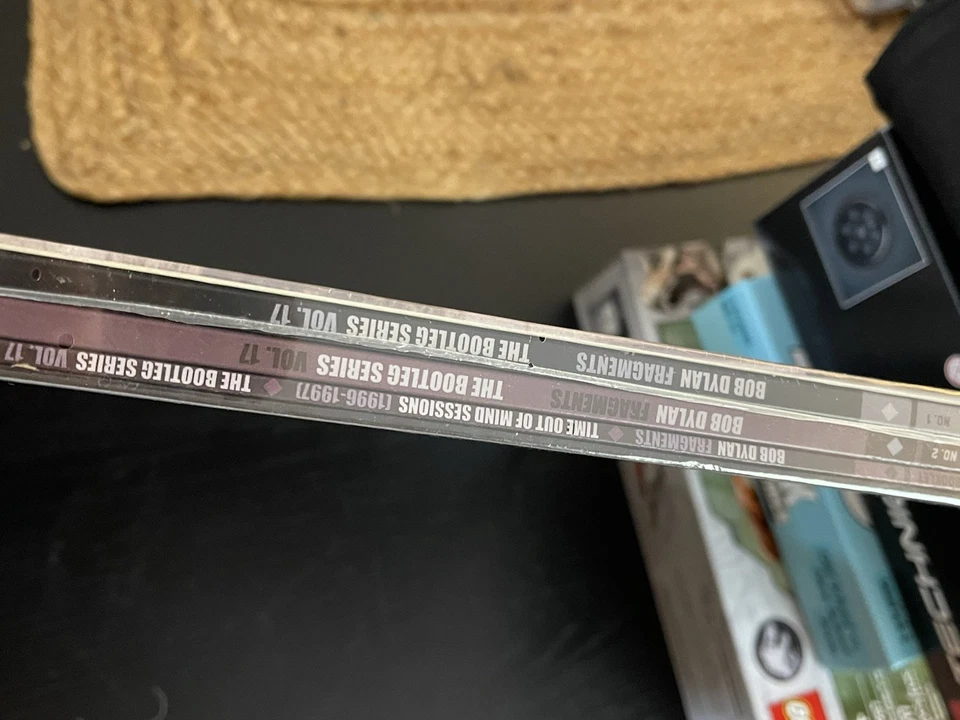 NO. 1 BOB DYLAN FRAGMENTS THE BOOTLEG SERIES VOL. 17
NO. 2 BOB DYLAN FRAGMENTS THE BOOTLEG SERIES VOL. 17
BOB DYLAN FRAGMENTS TIME OUT OF MIND SESSIONS (1996-1997) THE BOOTLEG SERIES VOL. 17